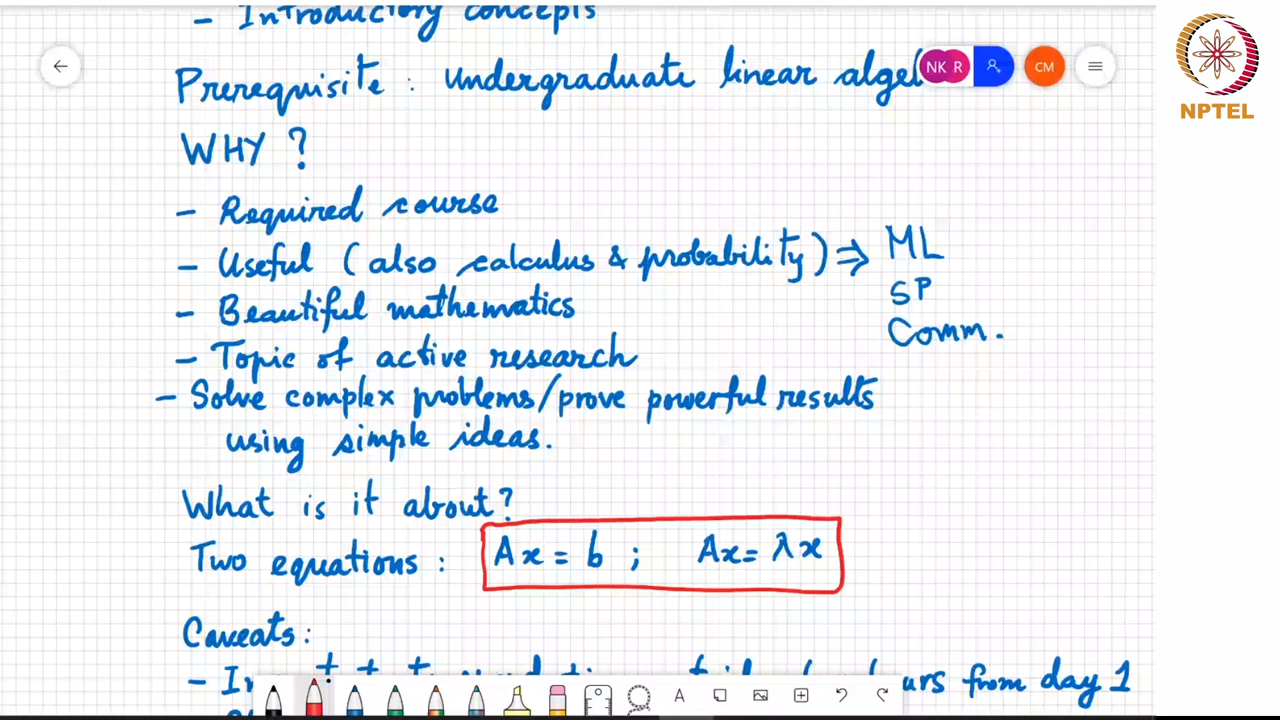 - Introductory concepts
Prerequisite : undergraduate linear
NK R
CM
NPTEL
WHY ?
- Required course
- Useful (also calculus & probability) ⇒ ML
SP
Comm.
- Beautiful mathematics
- Topic of active research
- Solve complex problems/prove powerful results
using simple ideas.
What is it about?
Two equations : Ax = b ; Ax = λx
Caveats:
- from day 1
A